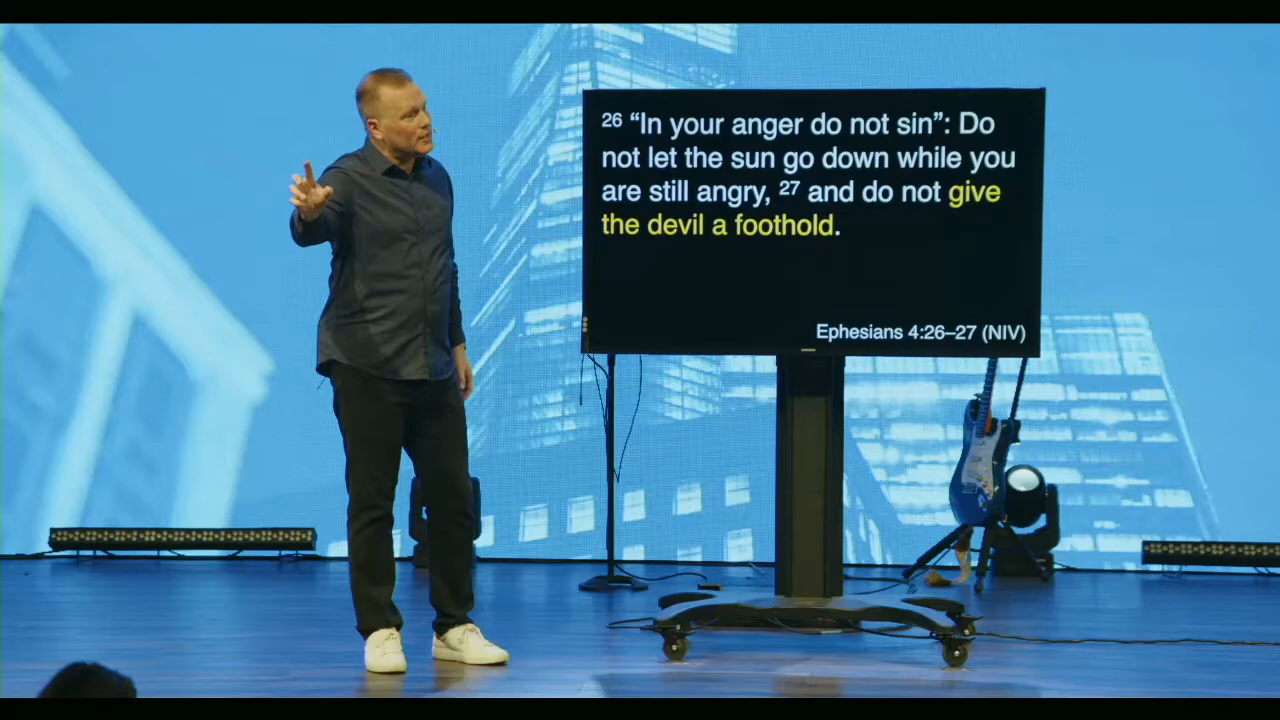 26 “In your anger do not sin”: Do
not let the sun go down while you
are still angry, 27 and do not give
the devil a foothold.
Ephesians 4:26–27 (NIV)